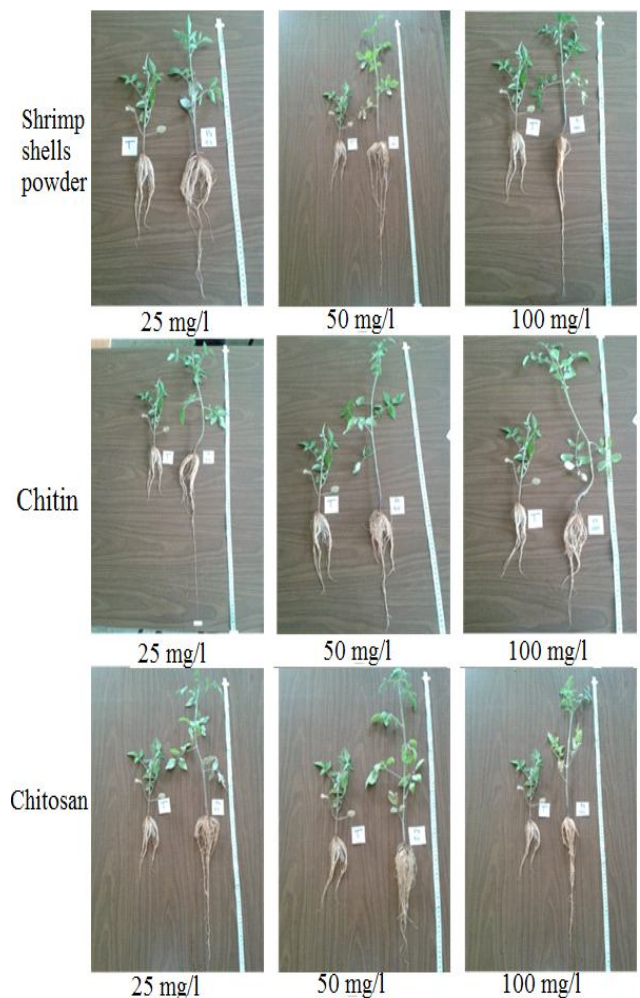 Shrimp
shells
powder
T
T
T
25 mg/l
50 mg/l
100 mg/l
Chitin
T
T
25 mg/l
50 mg/l
100 mg/l
Chitosan
T
T
T
25 mg/l
50 mg/l
100 mg/l